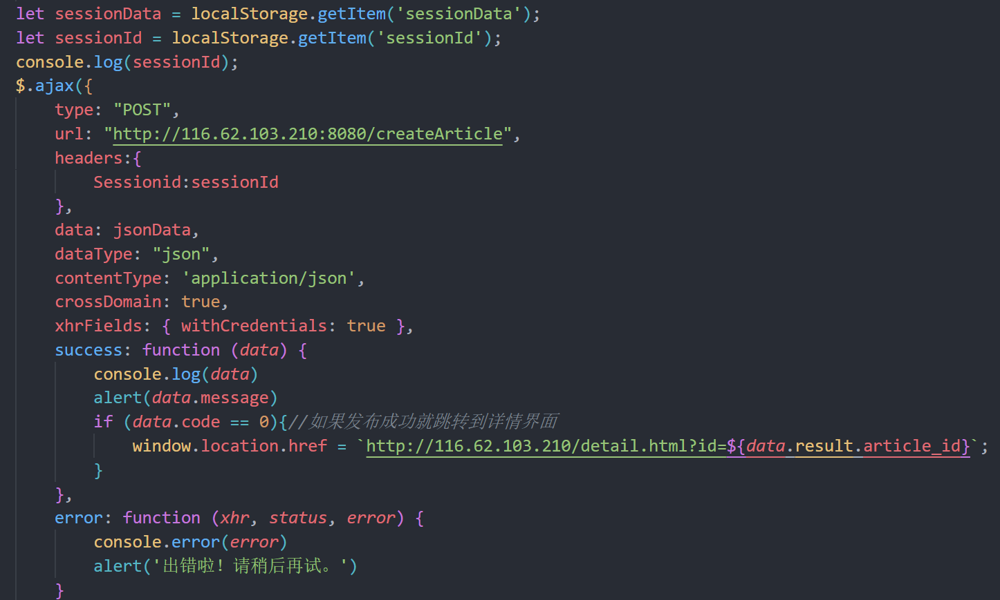 let sessionData = localStorage.getItem('sessionData');
let sessionId = localStorage.getItem('sessionId');
console.log(sessionId);
$.ajax({
    type: "POST",
    url: "http://116.62.103.210:8080/createArticle",
    headers:{
        Sessionid:sessionId
    },
    data: jsonData,
    dataType: "json",
    contentType: 'application/json',
    crossDomain: true,
    xhrFields: { withCredentials: true },
    success: function (data) {
        console.log(data)
        alert(data.message)
        if (data.code == 0){//如果发布成功就跳转到详情界面
            window.location.href = `http://116.62.103.210/detail.html?id=${data.result.article_id}`;
        }
    },
    error: function (xhr, status, error) {
        console.error(error)
        alert('出错啦！请稍后再试。')
    }